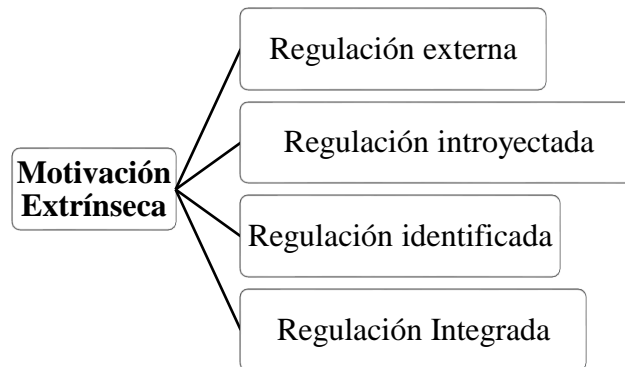 Motivación
Extrínseca
Regulación externa
Regulación introyectada
Regulación identificada
Regulación Integrada